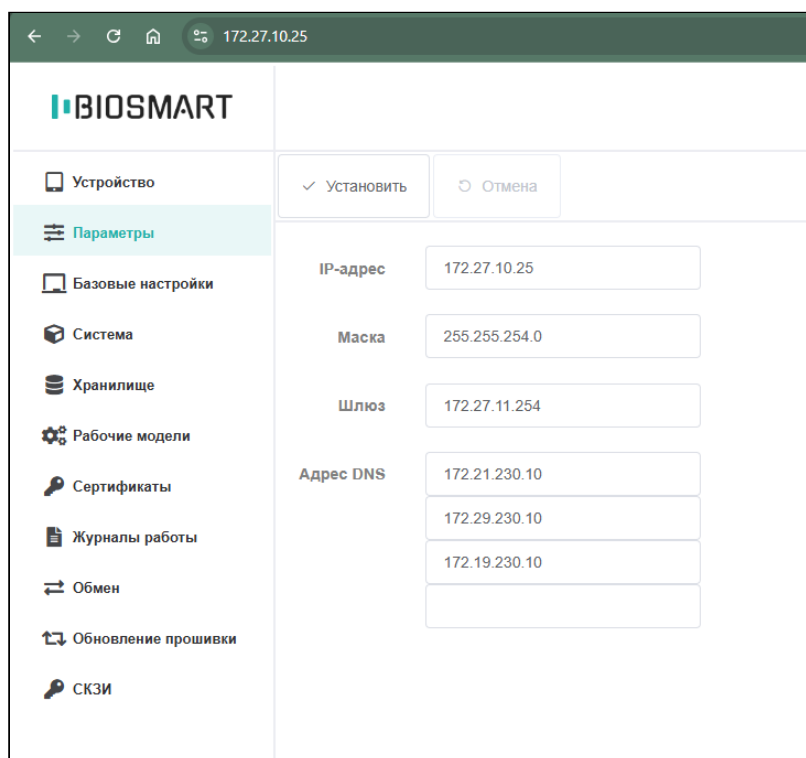 172.27.10.25
BIOSMART
Устройство
Параметры
Базовые настройки
Система
Хранилище
Рабочие модели
Сертификаты
Журналы работы
Обмен
Обновление прошивки
СКЗИ
Установить
Отмена
IP-адрес
172.27.10.25
Маска
255.255.254.0
Шлюз
172.27.11.254
Адрес DNS
172.21.230.10
172.29.230.10
172.19.230.10